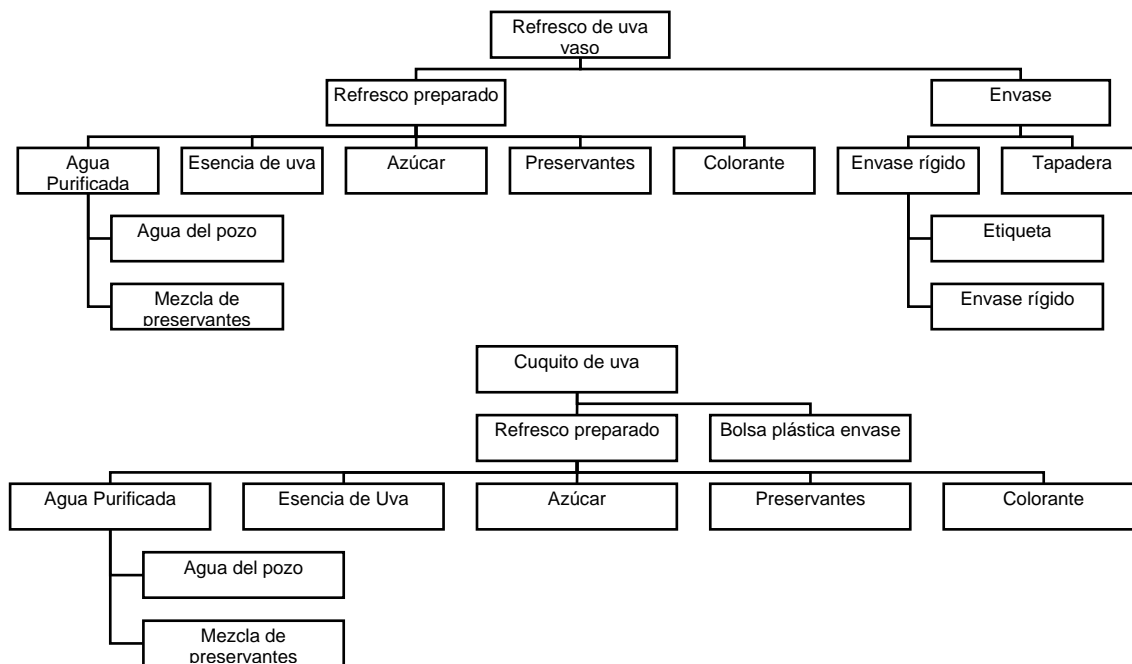 Refresco de uva
vaso
Refresco preparado
Envase
Agua
Purificada
Esencia de uva
Azúcar
Preservantes
Colorante
Envase rígido
Tapadera
Agua del pozo
Etiqueta
Mezcla de
preservantes
Envase rígido
Cuquito de uva
Refresco preparado
Bolsa plástica envase
Agua Purificada
Esencia de Uva
Azúcar
Preservantes
Colorante
Agua del pozo
Mezcla de
preservantes